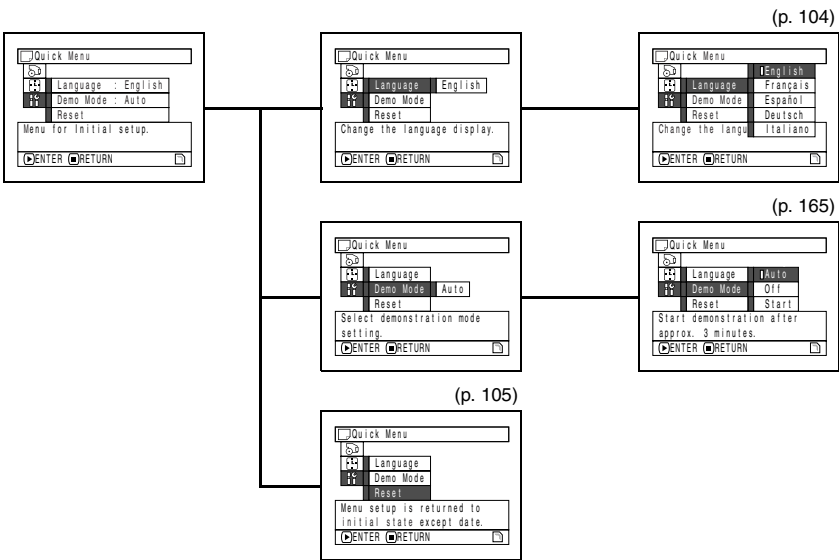 (p. 104)
Quick Menu
Language : English
Demo Mode : Auto
Reset
Menu for Initial setup.
ENTER RETURN
Quick Menu
Language English
Demo Mode
Reset
Change the language display.
ENTER RETURN
Quick Menu
English
Language Français
Demo Mode Español
Reset Deutsch
Change the langu Italiano
ENTER RETURN
(p. 165)
Quick Menu
Language
Demo Mode Auto
Reset
Select demonstration mode
setting.
ENTER RETURN
Quick Menu
Language Auto
Demo Mode Off
Reset Start
Start demonstration after
approx. 3 minutes.
ENTER RETURN
(p. 105)
Quick Menu
Language
Demo Mode
Reset
Menu setup is returned to
initial state except date.
ENTER RETURN